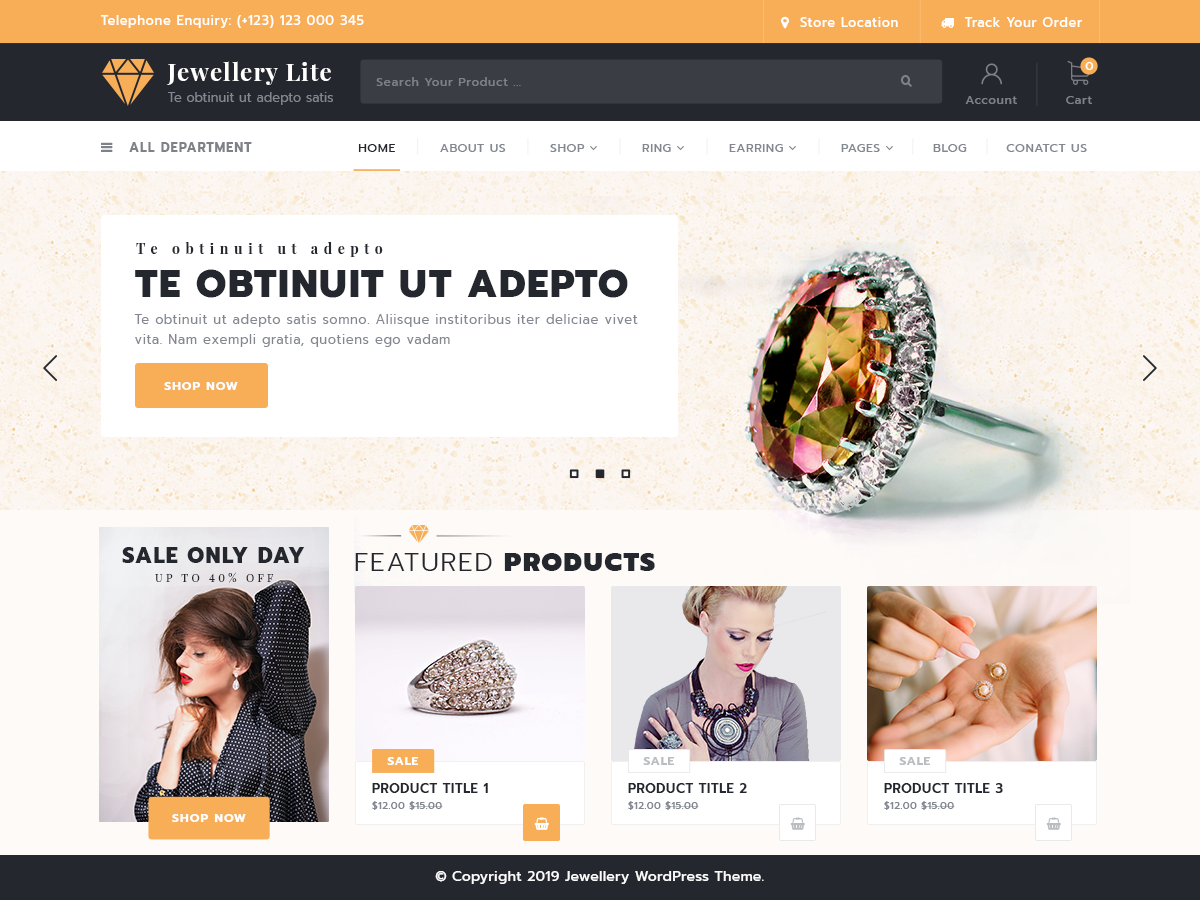 Telephone Enquiry: (+123) 123 000 345
Store Location
Track Your Order
Jewellery Lite
Te obtinuit ut adepto satis
Search Your Product ...
Account
0
Cart
ALL DEPARTMENT
HOME
ABOUT US
SHOP
RING
EARRING
PAGES
BLOG
CONATCT US
Te obtinuit ut adepto
TE OBTINUIT UT ADEPTO
Te obtinuit ut adepto satis somno. Aliisque institoribus iter deliciae vivet
vita. Nam exempli gratia, quotiens ego vadam
SHOP NOW
SALE ONLY DAY
UP TO 40% OFF
SHOP NOW
FEATURED PRODUCTS
SALE
PRODUCT TITLE 1
$12.00 $15.00
SALE
PRODUCT TITLE 2
$12.00 $15.00
SALE
PRODUCT TITLE 3
$12.00 $15.00
© Copyright 2019 Jewellery WordPress Theme.